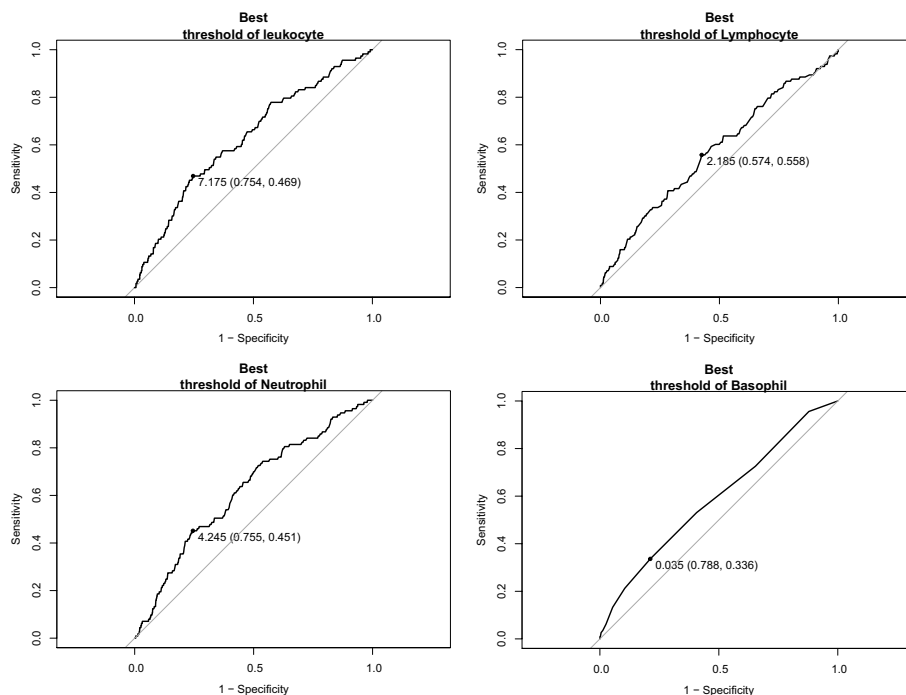 Best
threshold of leukocyte
Sensitivity
1.0
0.8
0.6
0.4
0.2
0.0
7.175 (0.754, 0.469)
0.0 0.5 1.0
1 − Specificity
Best
threshold of Lymphocyte
Sensitivity
1.0
0.8
0.6
0.4
0.2
0.0
2.185 (0.574, 0.558)
0.0 0.5 1.0
1 − Specificity
Best
threshold of Neutrophil
Sensitivity
1.0
0.8
0.6
0.4
0.2
0.0
4.245 (0.755, 0.451)
0.0 0.5 1.0
1 − Specificity
Best
threshold of Basophil
Sensitivity
1.0
0.8
0.6
0.4
0.2
0.0
0.035 (0.788, 0.336)
0.0 0.5 1.0
1 − Specificity